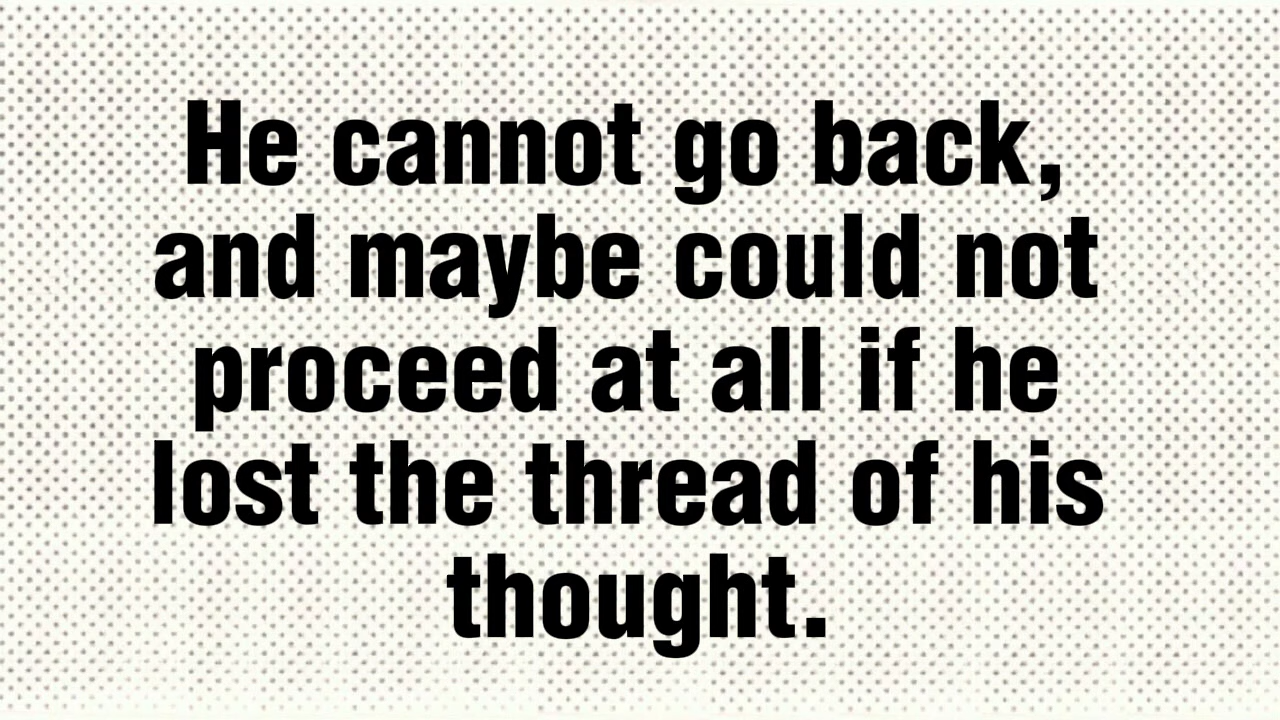 He cannot go back,
and maybe could not
proceed at all if he
lost the thread of his
thought.